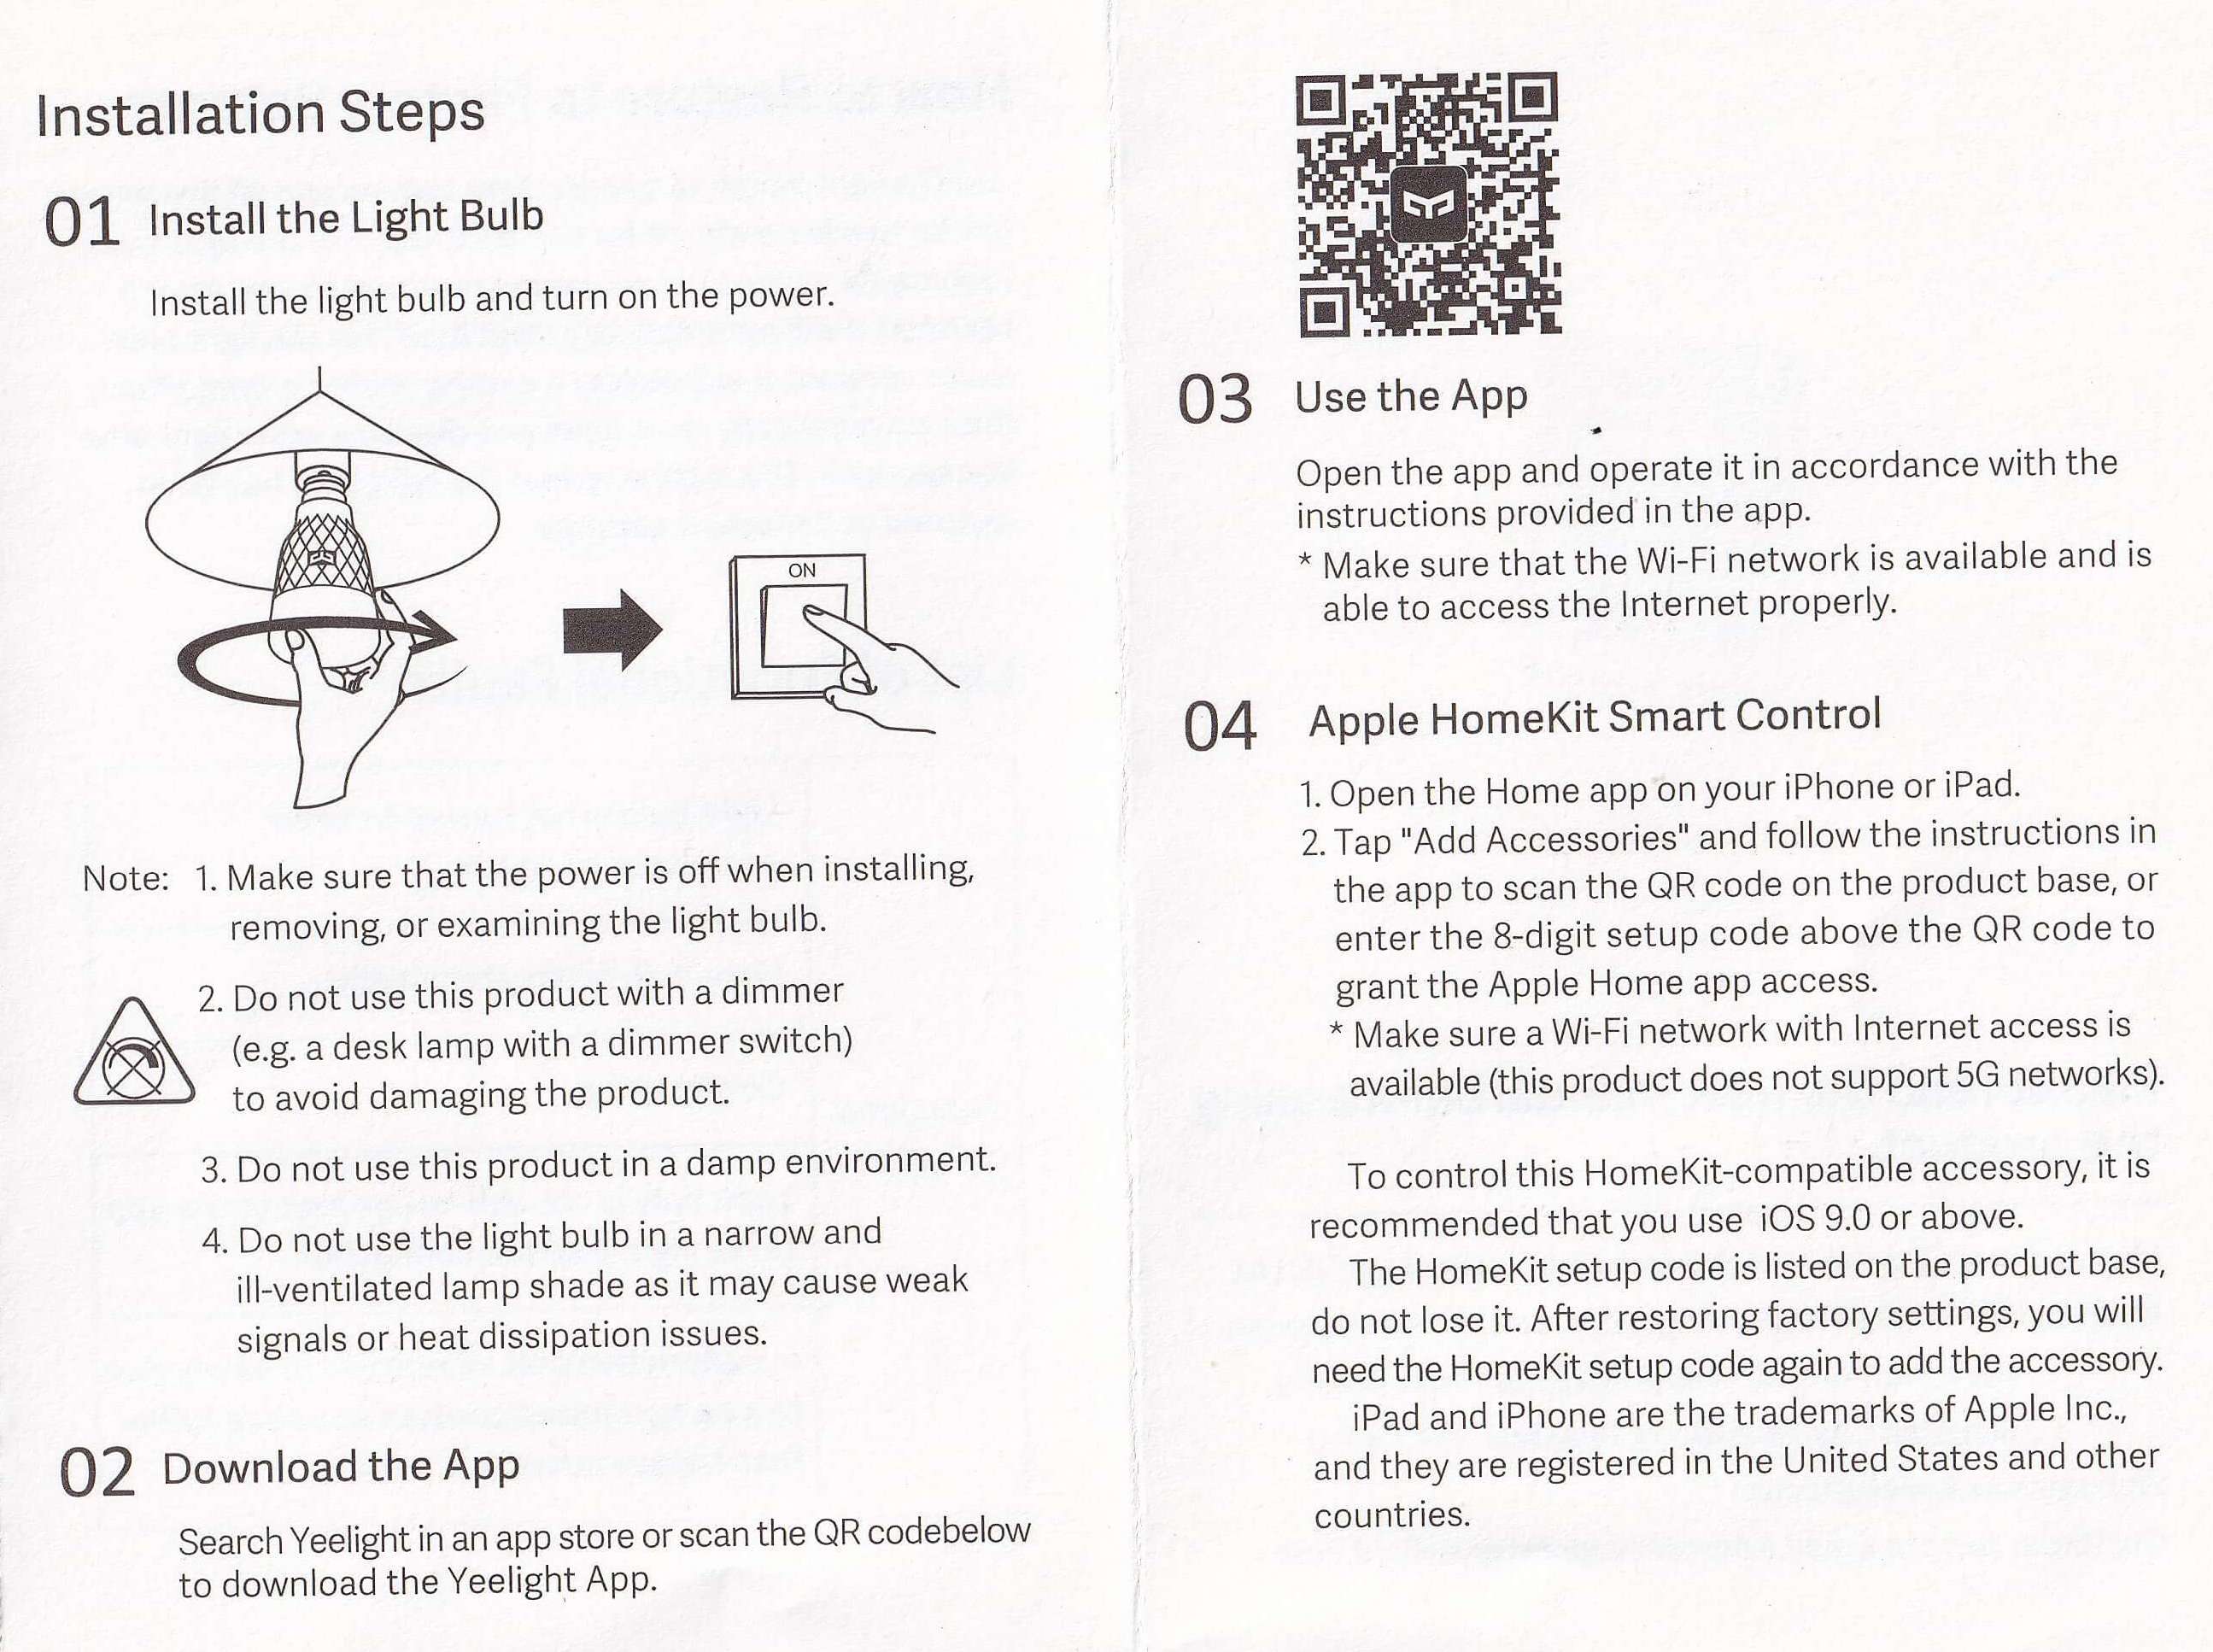 Installation Steps
01 Install the Light Bulb
Install the light bulb and turn on the power.
ON
Note: 1. Make sure that the power is off when installing,
removing, or examining the light bulb.
2. Do not use this product with a dimmer
(e.g. a desk lamp with a dimmer switch)
to avoid damaging the product.
3. Do not use this product in a damp environment.
4. Do not use the light bulb in a narrow and
ill-ventilated lamp shade as it may cause weak
signals or heat dissipation issues.
02 Download the App
Search Yeelight in an app store or scan the QR codebelow
to download the Yeelight App.
03 Use the App
Open the app and operate it in accordance with the
instructions provided in the app.
* Make sure that the Wi-Fi network is available and is
able to access the Internet properly.
04 Apple HomeKit Smart Control
1. Open the Home app on your iPhone or iPad.
2. Tap "Add Accessories" and follow the instructions in
the app to scan the QR code on the product base, or
enter the 8-digit setup code above the QR code to
grant the Apple Home app access.
* Make sure a Wi-Fi network with Internet access is
available (this product does not support 5G networks).
To control this HomeKit-compatible accessory, it is
recommended that you use iOS 9.0 or above.
The HomeKit setup code is listed on the product base,
do not lose it. After restoring factory settings, you will
need the HomeKit setup code again to add the accessory.
iPad and iPhone are the trademarks of Apple Inc.,
and they are registered in the United States and other
countries.